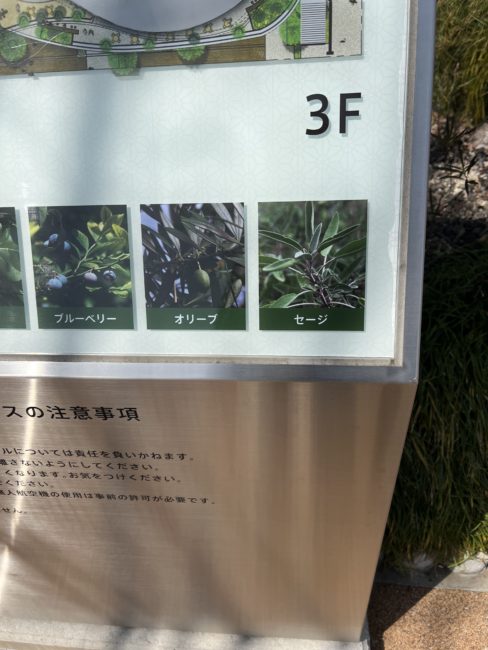 3F
ブルーベリー
オリーブ
セージ
スの注意事項
ルについては責任を負いかねます。
離さないようにしてください。
くなります。お気をつけください。
ください。
無人航空機の使用は事前の許可が必要です。
せん。